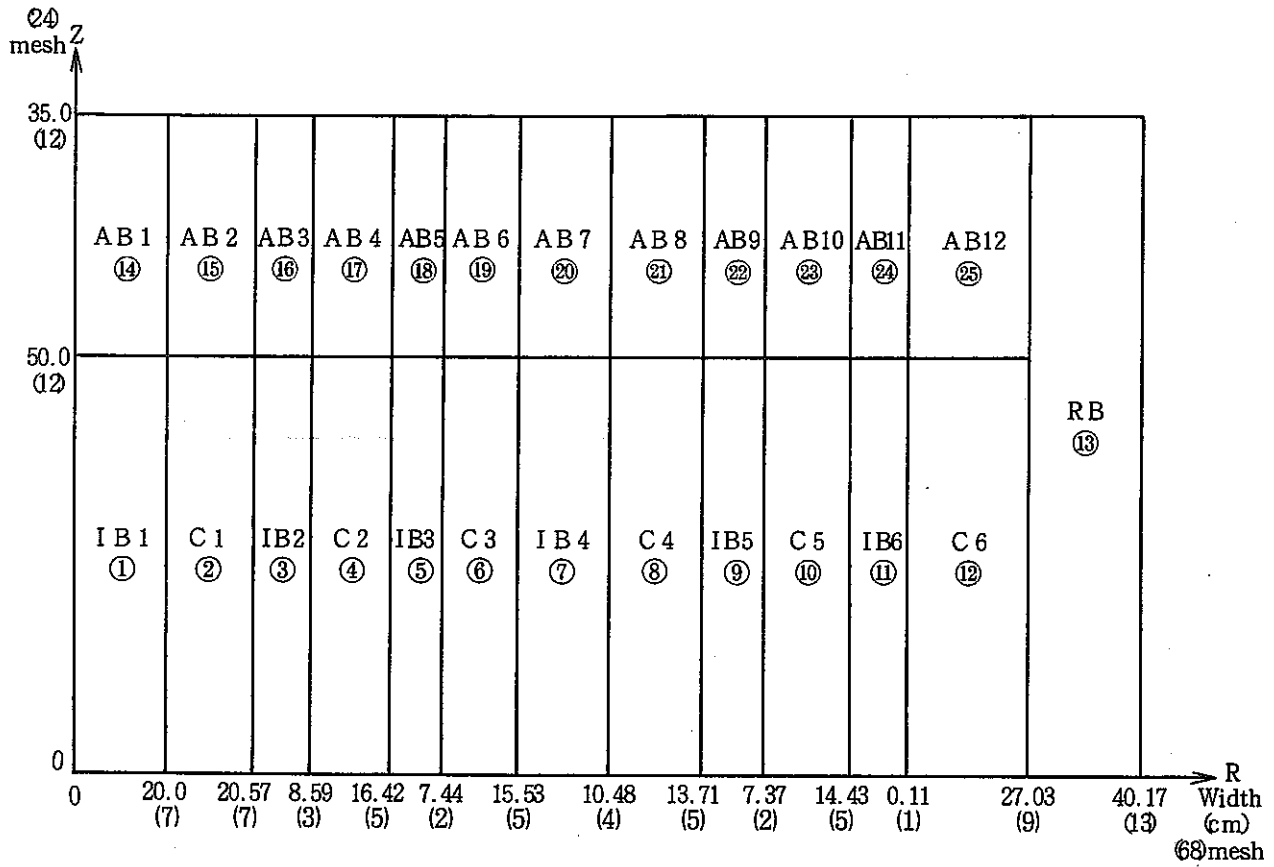 (24)
mesh Z
35.0
(12)
AB1 AB2 AB3 AB4 AB5 AB6 AB7 AB8 AB9 AB10 AB11 AB12
⑭ ⑮ ⑯ ⑰ ⑱ ⑲ ⑳ ㉑ ㉒ ㉓ ㉔ ㉕
50.0
(12)
RB
⑬
IB1 C1 IB2 C2 IB3 C3 IB4 C4 IB5 C5 IB6 C6
① ② ③ ④ ⑤ ⑥ ⑦ ⑧ ⑨ ⑩ ⑪ ⑫
0
R
0 20.0 20.57 8.59 16.42 7.44 15.53 10.48 13.71 7.37 14.43 0.11 27.03 40.17 Width
(7) (7) (3) (5) (2) (5) (4) (5) (2) (5) (1) (9) (13) (cm)
(68)mesh